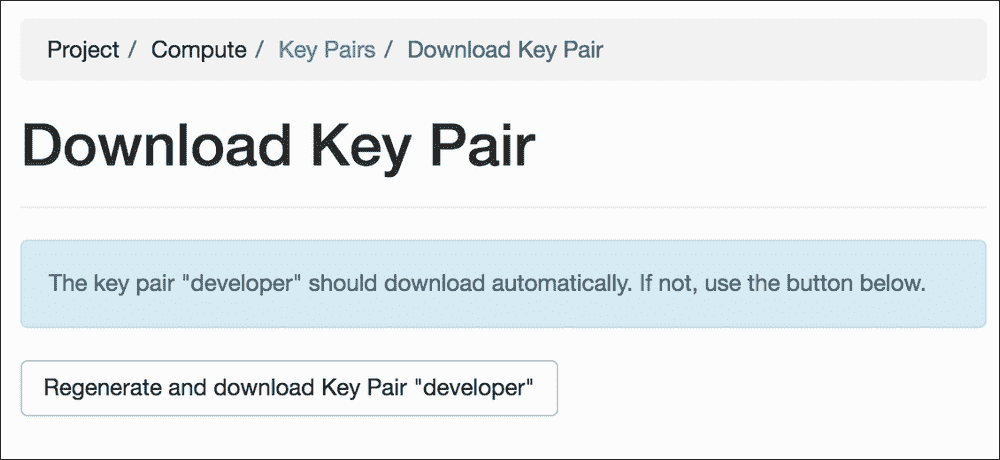 Project / Compute / Key Pairs / Download Key Pair
Download Key Pair
The key pair "developer" should download automatically. If not, use the button below.
Regenerate and download Key Pair "developer"